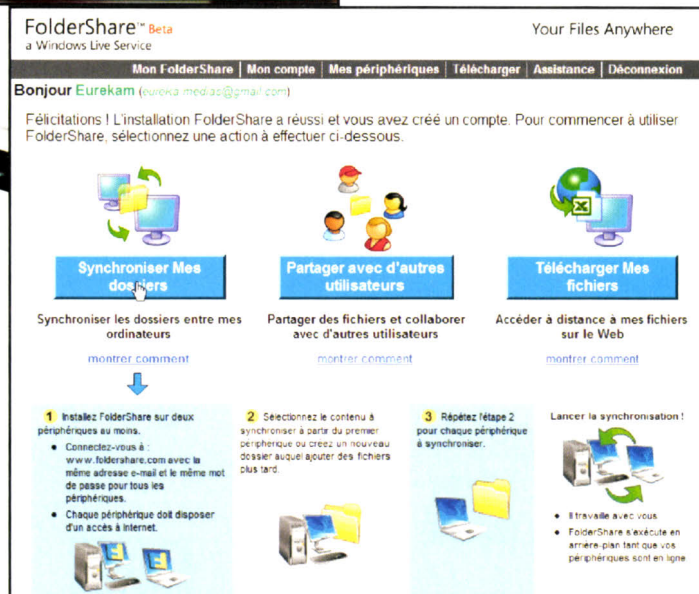 FolderShare™ Beta
a Windows Live Service
Your Files Anywhere
Mon FolderShare | Mon compte | Mes périphériques | Télécharger | Assistance | Déconnexion
Bonjour Eurekam (eureka.medias@gmail.com)
Félicitations ! L'installation FolderShare a réussi et vous avez créé un compte. Pour commencer à utiliser
FolderShare, sélectionnez une action à effectuer ci-dessous.
Synchroniser Mes
dossiers
Synchroniser les dossiers entre mes
ordinateurs
montrer comment
Partager avec d'autres
utilisateurs
Partager des fichiers et collaborer
avec d'autres utilisateurs
montrer comment
Télécharger Mes
fichiers
Accéder à distance à mes fichiers
sur le Web
montrer comment
1 Installez FolderShare sur deux
périphériques au moins.
• Connectez-vous à :
www.foldershare.com avec la
même adresse e-mail et le même mot
de passe pour tous les
périphériques.
• Chaque périphérique doit disposer
d'un accès à Internet.
2 Sélectionnez le contenu à
synchroniser à partir du premier
périphérique ou créez un nouveau
dossier auquel ajouter des fichiers
plus tard.
3 Répétez l'étape 2
pour chaque périphérique
à synchroniser.
Lancer la synchronisation !
• Il travaille avec vous
• FolderShare s'exécute en
arrière-plan tant que vos
périphériques sont en ligne